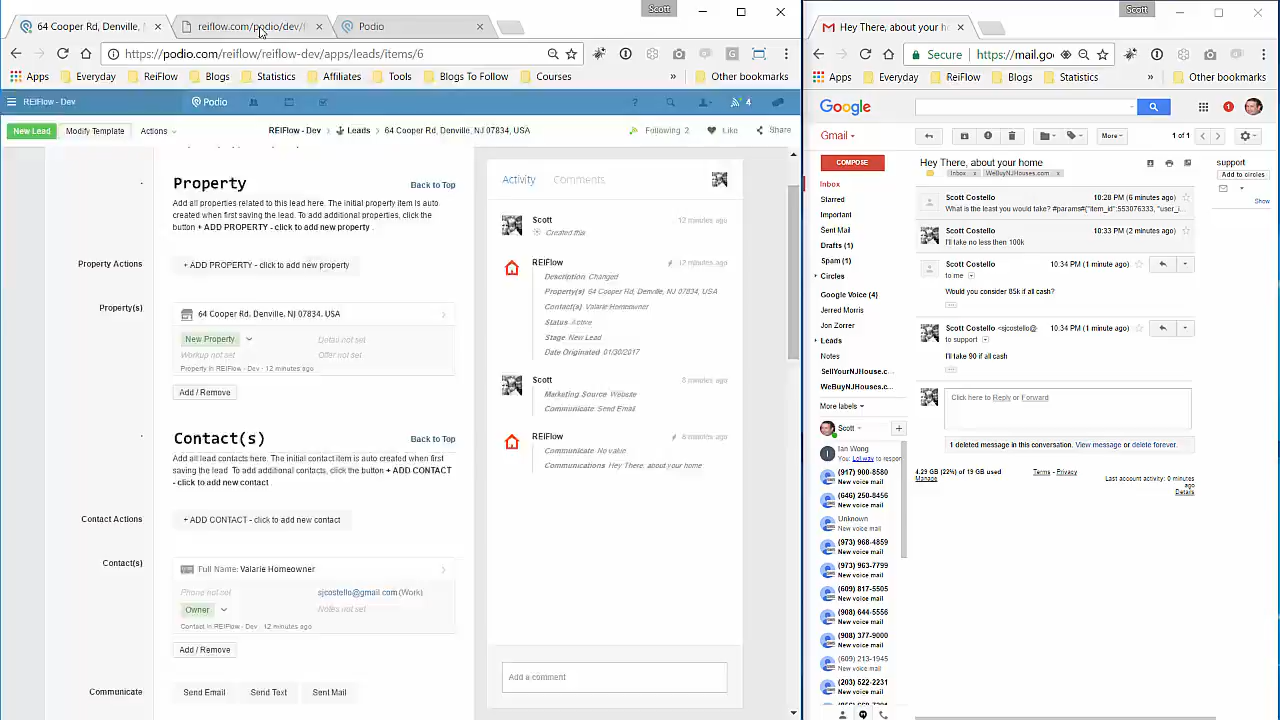 Scott
64 Cooper Rd, Denville,
reiflow.com/podio/dev/
Podio
https://podio.com/reiflow/reiflow-dev/apps/leads/items/6
Apps
Everyday
ReiFlow
Blogs
Statistics
Affiliates
Tools
Blogs To Follow
Courses
»
Other bookmarks
REIFlow - Dev
Podio
?
4
New Lead
Modify Template
Actions
REIFlow - Dev
Leads
64 Cooper Rd, Denville, NJ 07834, USA
Following 2
Like
Share
Property
Back to Top
Add all properties related to this lead here. The initial property item is auto
created when first saving the lead. To add additional properties, click the
button + ADD PROPERTY - click to add new property .
Property Actions
+ ADD PROPERTY - click to add new property
Property(s)
64 Cooper Rd, Denville, NJ 07834, USA
New Property
Detail not set
Workup not set
Offer not set
Property in REIFlow - Dev - 12 minutes ago
Add / Remove
Contact(s)
Back to Top
Add all lead contacts here. The initial contact item is auto created when first
saving the lead. To add additional contacts, click the button + ADD CONTACT
- click to add new contact .
+ ADD CONTACT - click to add new contact
Contact(s)
Full Name: Valarie Homeowner
Phone not set
sjcostello@gmail.com (Work)
Owner
Notes not set
Contact in REIFlow - Dev - 12 minutes ago
Add / Remove
Communicate
Send Email
Send Text
Send Mail
Activity
Comments
Scott
12 minutes ago
Created this
REIFlow
12 minutes ago
Description Changed
Property(s) 64 Cooper Rd, Denville, NJ 07834, USA
Contact(s) Valarie Homeowner
Status Active
Stage New Lead
Date Originated 01/30/2017
Scott
8 minutes ago
Marketing Source Website
Communicate Send Email
REIFlow
8 minutes ago
Communicate No value
Communications Hey There, about your home
Add a comment
Scott
Hey There, about your ho
Secure
https://mail.go
Apps
Everyday
ReiFlow
Blogs
Statistics
»
Other bookmarks
Google
Gmail
More
1 of 1
COMPOSE
Inbox
Starred
Important
Sent Mail
Drafts (1)
Spam (1)
Circles
Google Voice (4)
Jerred Morris
Jon Zorrer
Leads
Notes
SellYourNJHouse.c...
WeBuyNJHouses.c...
More labels
Scott
Ian Wong
(917) 900-8580
New voice mail
(646) 250-8456
New voice mail
Unknown
New voice mail
(973) 968-4859
New voice mail
(973) 963-7799
New voice mail
(609) 817-5505
New voice mail
(908) 644-5556
New voice mail
(908) 377-9000
New voice mail
(609) 213-1945
New voice mail
(203) 522-2231
New voice mail
Hey There, about your home
Inbox x
WeBuyNJHouses.com x
Scott Costello
10:28 PM (6 minutes ago)
What is the least you would take?
Scott Costello
10:33 PM (2 minutes ago)
I'll take no less then 100k
Scott Costello
10:34 PM (1 minute ago)
to me
Would you consider 85k if all cash?
Scott Costello <sjcostello@
10:34 PM (1 minute ago)
to support
I'll take 90 if all cash
Click here to Reply or Forward
1 deleted message in this conversation. View message or delete forever.
4.29 GB (22%) of 19 GB used
Manage
Terms - Privacy
Last account activity: 0 minutes
ago
Details
support
Add to circles
Show